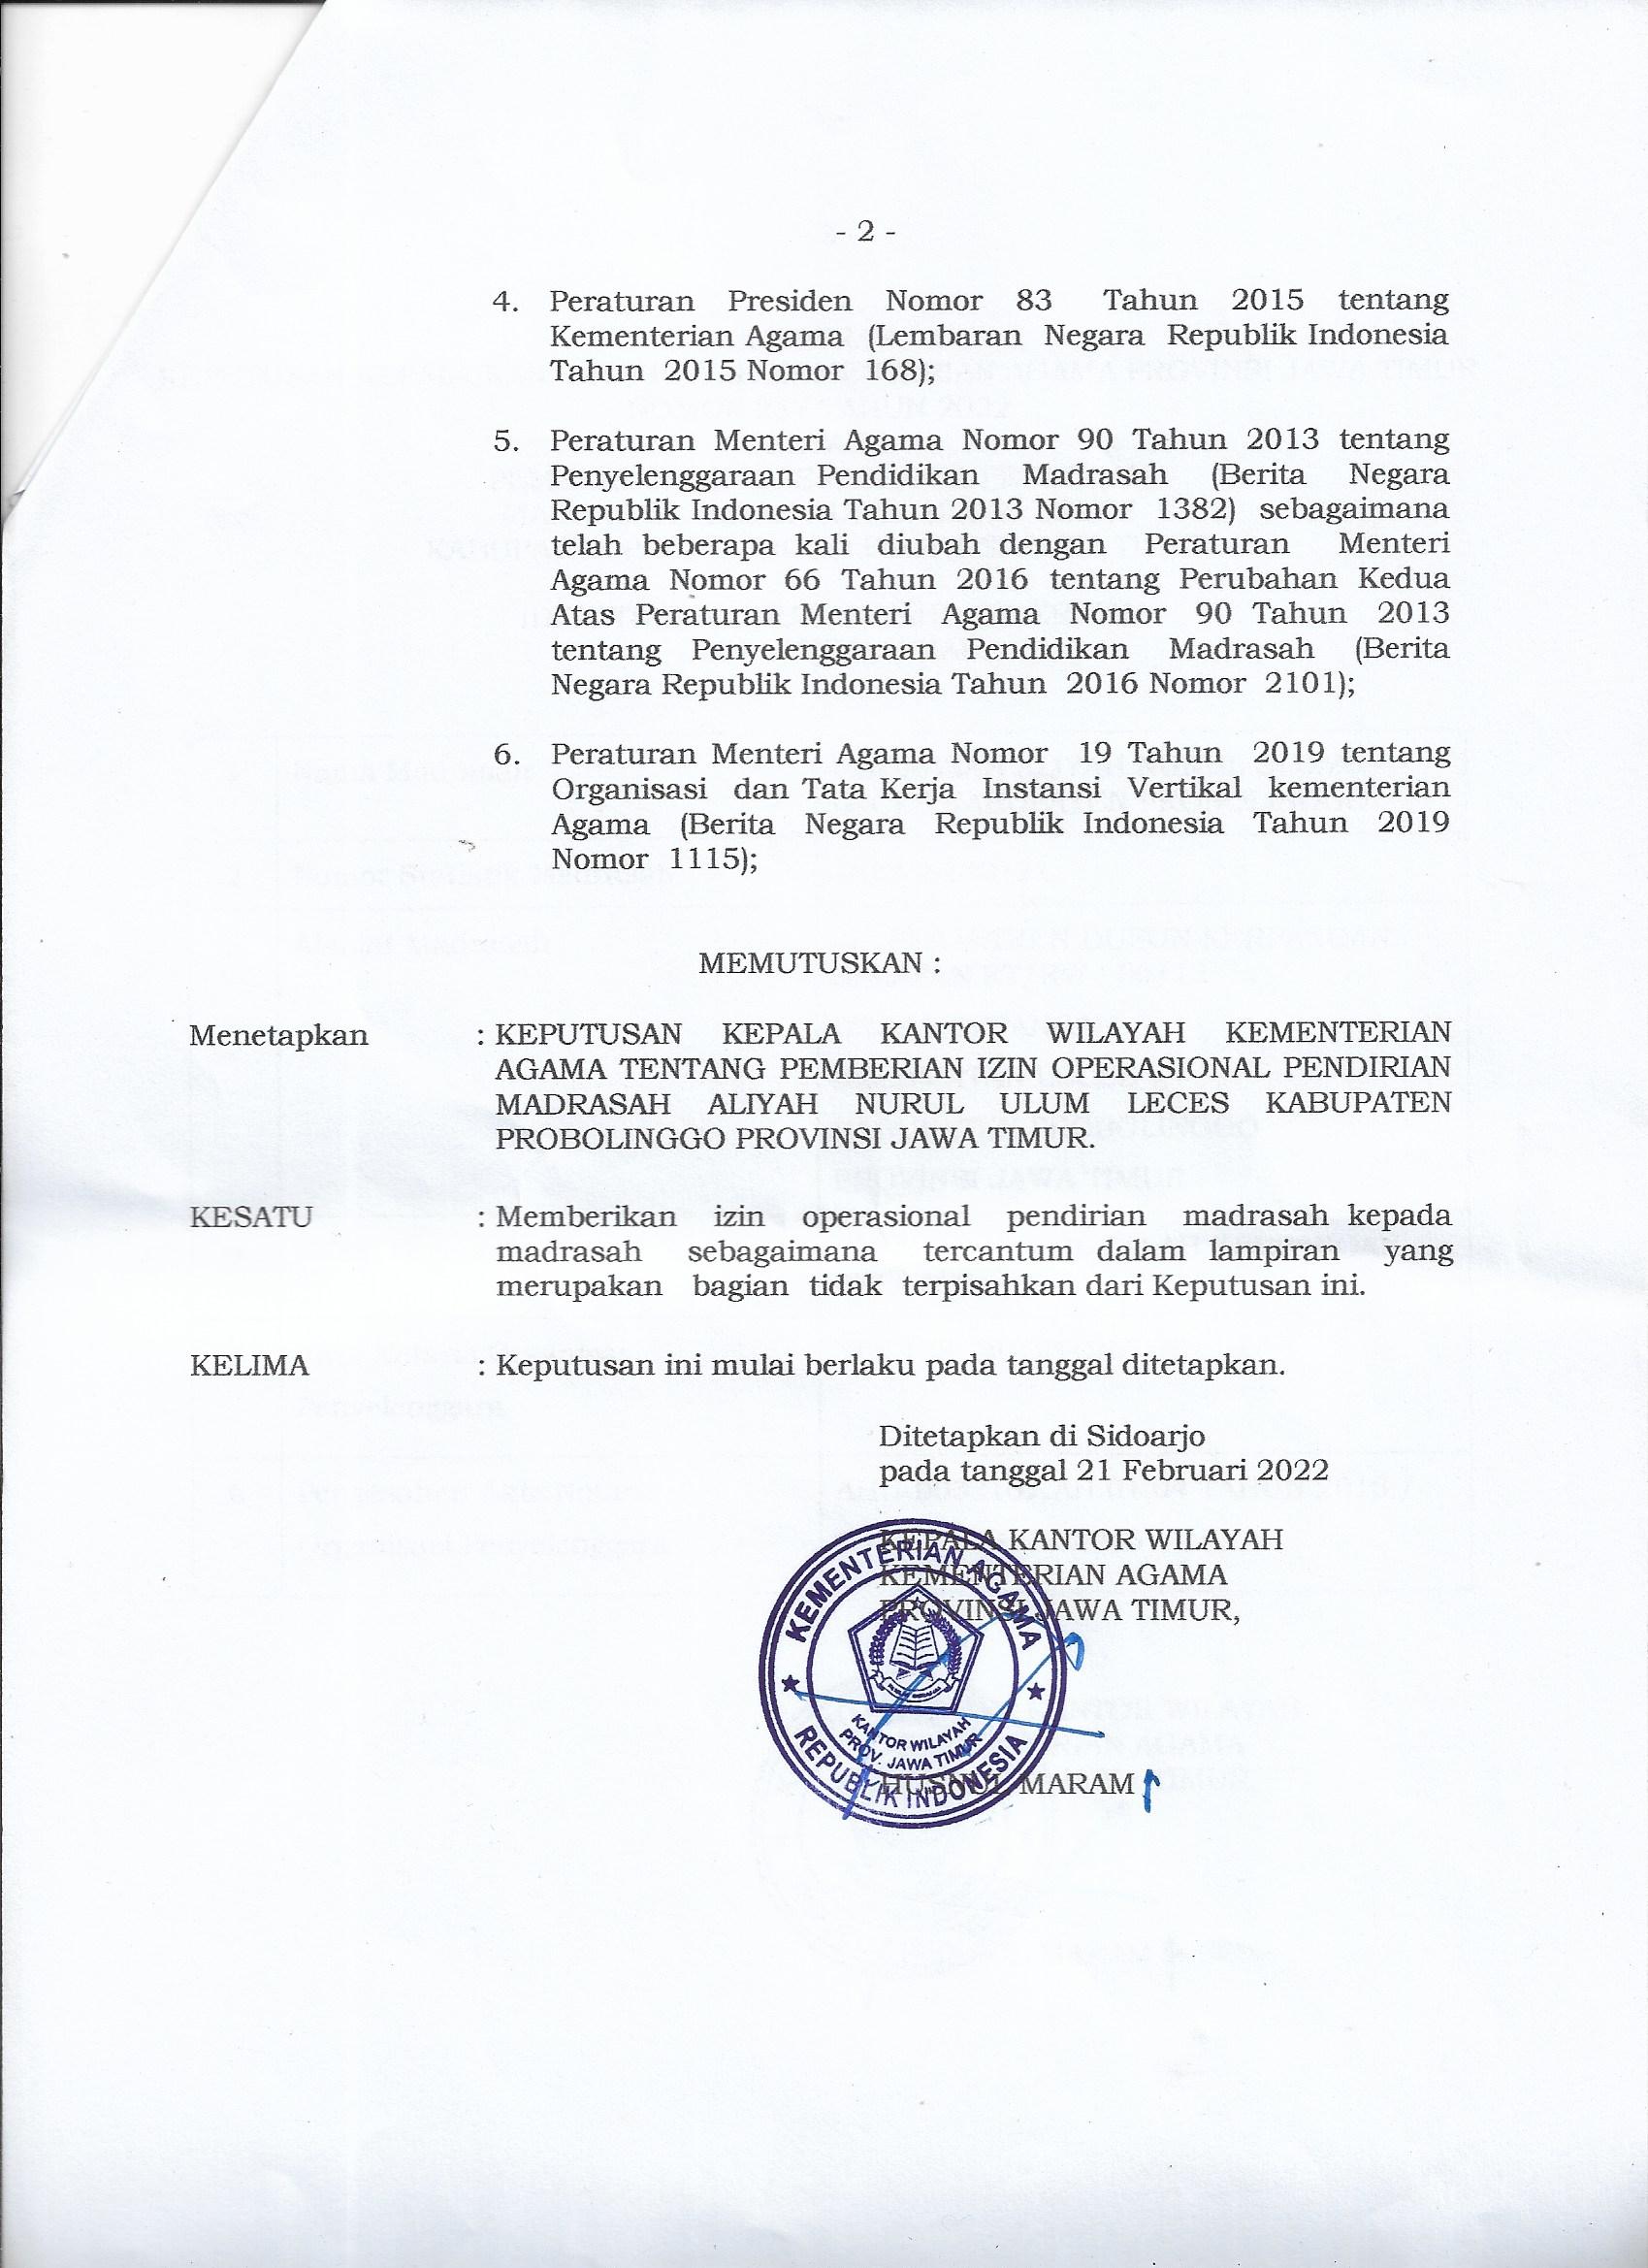 - 2 -
4. Peraturan Presiden Nomor 83 Tahun 2015 tentang
Kementerian Agama (Lembaran Negara Republik Indonesia
Tahun 2015 Nomor 168);
5. Peraturan Menteri Agama Nomor 90 Tahun 2013 tentang
Penyelenggaraan Pendidikan Madrasah (Berita Negara
Republik Indonesia Tahun 2013 Nomor 1382) sebagaimana
telah beberapa kali diubah dengan Peraturan Menteri
Agama Nomor 66 Tahun 2016 tentang Perubahan Kedua
Atas Peraturan Menteri Agama Nomor 90 Tahun 2013
tentang Penyelenggaraan Pendidikan Madrasah (Berita
Negara Republik Indonesia Tahun 2016 Nomor 2101);
6. Peraturan Menteri Agama Nomor 19 Tahun 2019 tentang
Organisasi dan Tata Kerja Instansi Vertikal kementerian
Agama (Berita Negara Republik Indonesia Tahun 2019
Nomor 1115);
MEMUTUSKAN :
Menetapkan : KEPUTUSAN KEPALA KANTOR WILAYAH KEMENTERIAN
AGAMA TENTANG PEMBERIAN IZIN OPERASIONAL PENDIRIAN
MADRASAH ALIYAH NURUL ULUM LECES KABUPATEN
PROBOLINGGO PROVINSI JAWA TIMUR.
KESATU : Memberikan izin operasional pendirian madrasah kepada
madrasah sebagaimana tercantum dalam lampiran yang
merupakan bagian tidak terpisahkan dari Keputusan ini.
KELIMA : Keputusan ini mulai berlaku pada tanggal ditetapkan.
Ditetapkan di Sidoarjo
pada tanggal 21 Februari 2022
KEPALA KANTOR WILAYAH
KEMENTERIAN AGAMA
PROVINSI JAWA TIMUR,
KEMENTERIAN AGAMA
KANTOR WILAYAH
PROV. JAWA TIMUR
REPUBLIK INDONESIA
HUSNUL MARAM